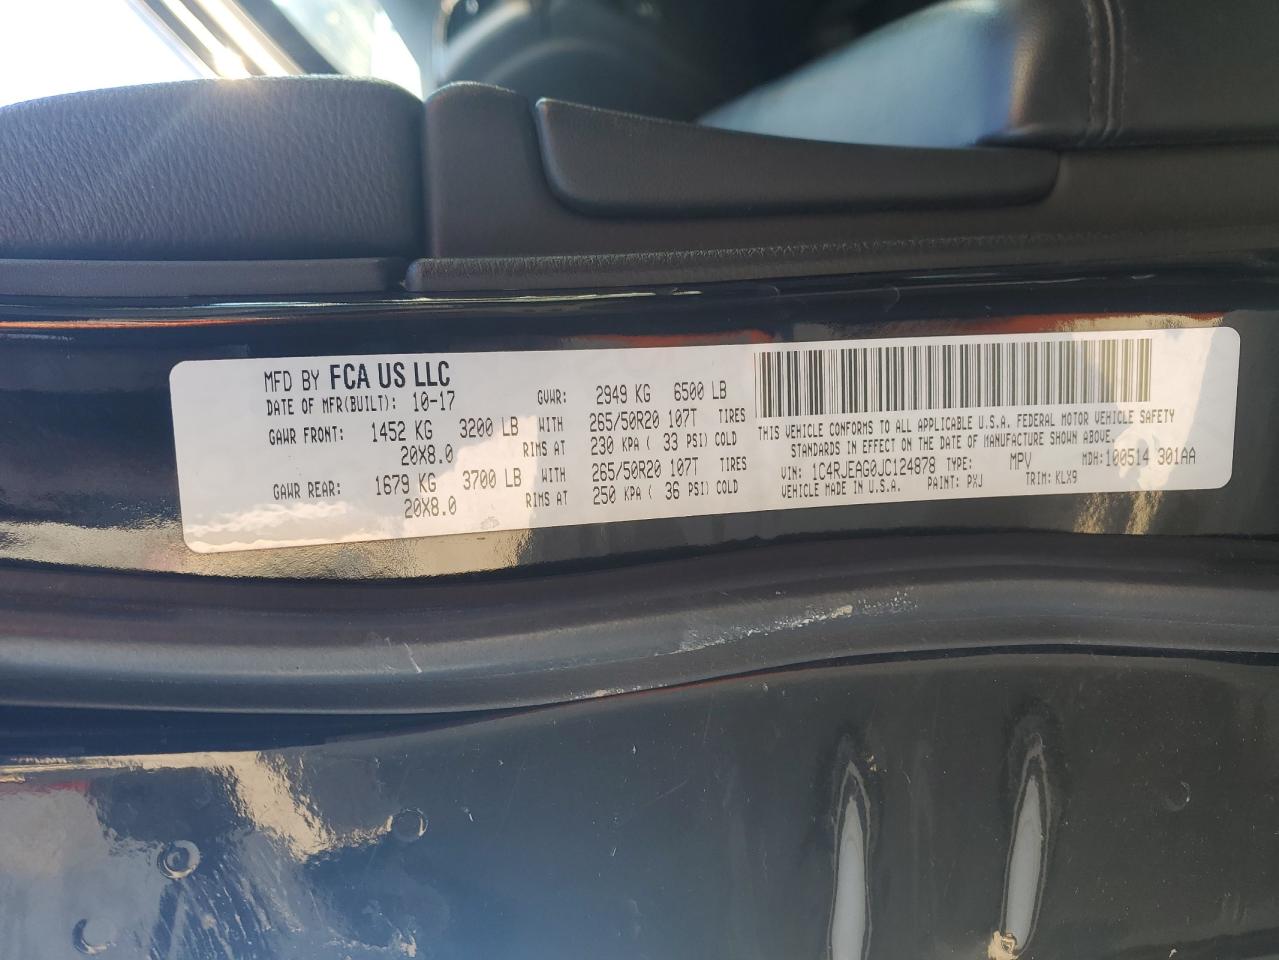 MFD BY FCA US LLC
DATE OF MFR(BUILT): 10-17 GVWR: 2949 KG 6500 LB
GAWR FRONT: 1452 KG 3200 LB WITH 265/50R20 107T TIRES
20X8.0 RIMS AT 230 KPA ( 33 PSI) COLD
GAWR REAR: 1679 KG 3700 LB WITH 265/50R20 107T TIRES
20X8.0 RIMS AT 250 KPA ( 36 PSI) COLD
THIS VEHICLE CONFORMS TO ALL APPLICABLE U.S.A. FEDERAL MOTOR VEHICLE SAFETY
STANDARDS IN EFFECT ON THE DATE OF MANUFACTURE SHOWN ABOVE.
VIN: 1C4RJEAG0JC124878 TYPE: MPV MDH: 100514 301AA
VEHICLE MADE IN U.S.A. PAINT: PXJ TRIM: KLX9